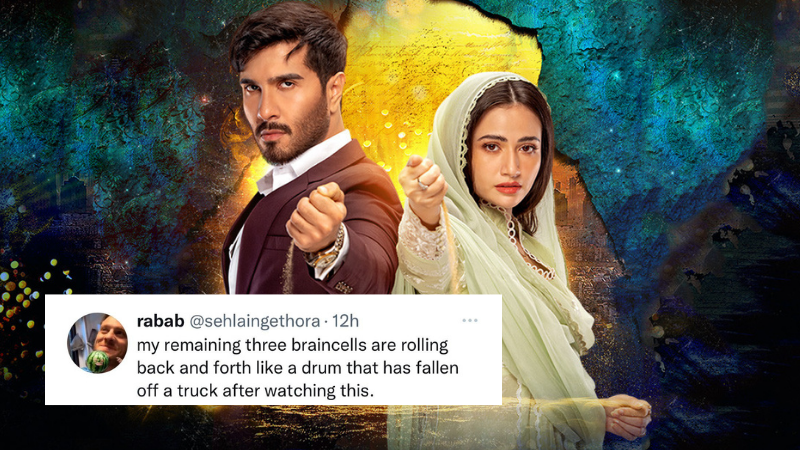 rabab @sehlaingethora · 12h
my remaining three braincells are rolling
back and forth like a drum that has fallen
off a truck after watching this.